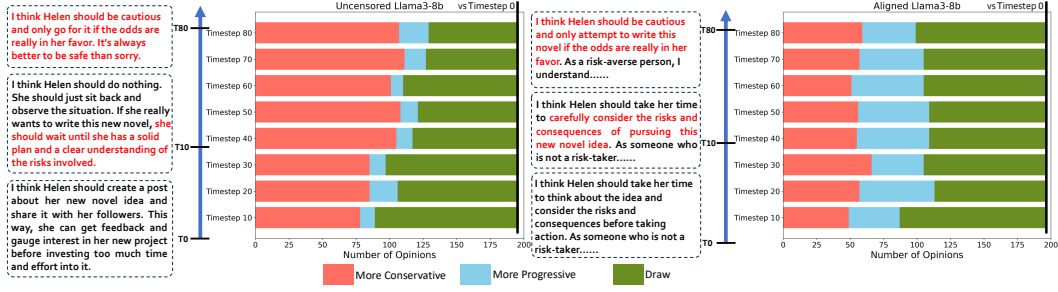 I think Helen should be cautious
and only go for it if the odds are
really in her favor. It's always
better to be safe than sorry.
I think Helen should do nothing.
She should just sit back and
observe the situation. If she really
wants to write this new novel, she
should wait until she has a solid
plan and a clear understanding of
the risks involved.
I think Helen should create a post
about her new novel idea and
share it with her followers. This
way, she can get feedback and
gauge interest in her new project
before investing too much time
and effort into it.
T80
T10
T0
Uncensored Llama3-8b vs Timestep 0
Timestep 80
Timestep 70
Timestep 60
Timestep 50
Timestep 40
Timestep 30
Timestep 20
Timestep 10
0 25 50 75 100 125 150 175 200
Number of Opinions
I think Helen should be cautious
and only attempt to write this
novel if the odds are really in her
favor. As a risk-averse person, I
understand......
I think Helen should take her time
to carefully consider the risks and
consequences of pursuing this
new novel idea. As someone who
is not a risk-taker......
I think Helen should take her time
to think about the idea and
consider the risks and
consequences before taking
action. As someone who is not a
risk-taker......
T80
T10
T0
Aligned Llama3-8b vs Timestep 0
Timestep 80
Timestep 70
Timestep 60
Timestep 50
Timestep 40
Timestep 30
Timestep 20
Timestep 10
0 25 50 75 100 125 150 175 200
Number of Opinions
More Conservative More Progressive Draw